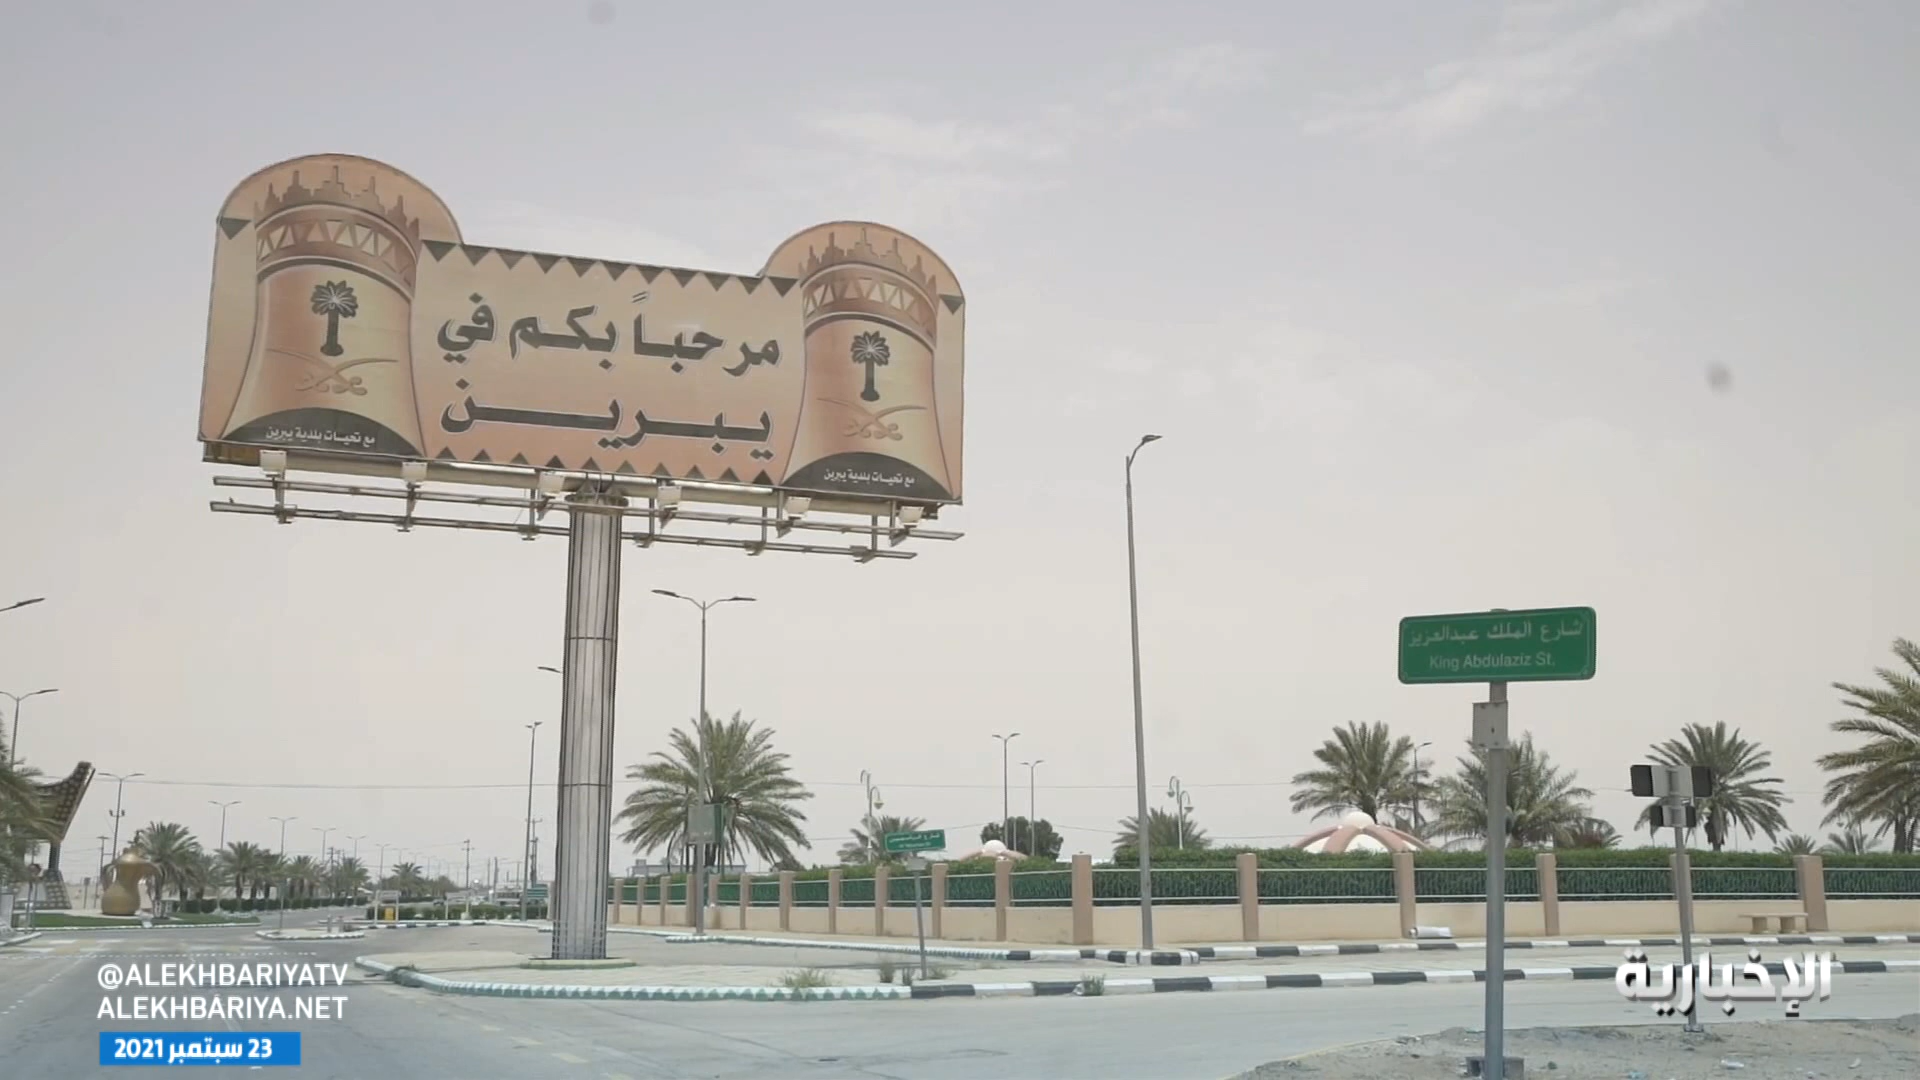 مرحباً بكم في
يبرين
مع تحيات بلدية يبرين
مع تحيات بلدية يبرين
شارع الملك عبدالعزيز
King Abdulaziz St.
@ALEKHBARIYATV
ALEKHBARIYA.NET
23 سبتمبر 2021
الإخبارية